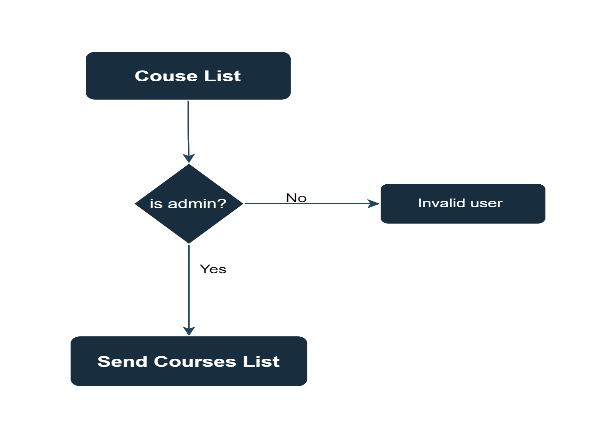 Couse List
is admin?
No
Invalid user
Yes
Send Courses List